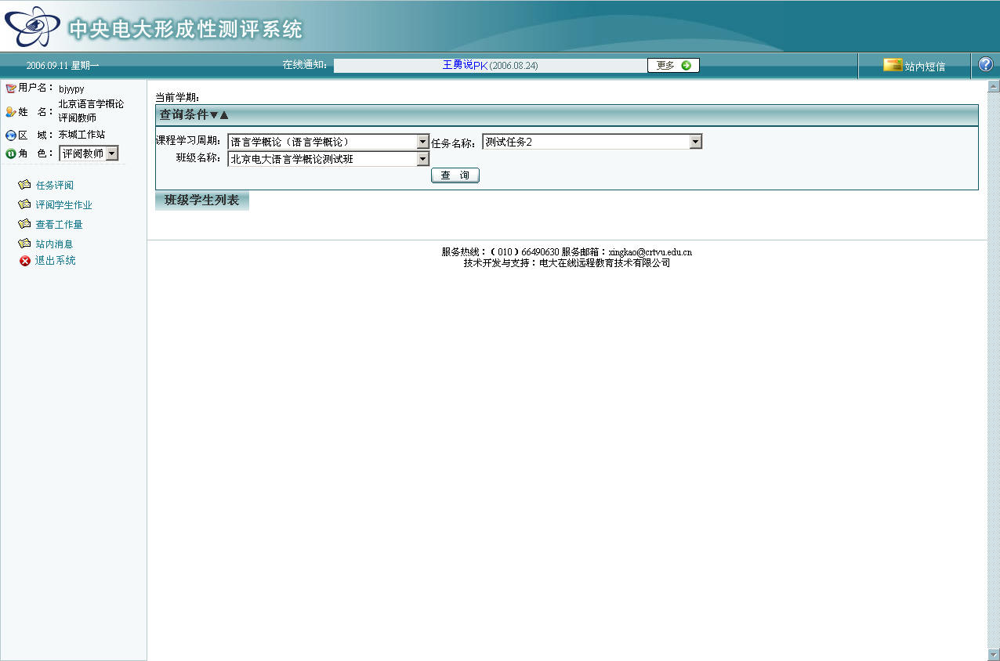 中央电大形成性测评系统
2006.09.11 星期一 在线通知： 王勇说PK(2006.08.24) 更多 站内短信
用户名： bjyypy
姓 名： 北京语言学概论
评阅教师
区 域： 东城工作站
角 色： 评阅教师
任务评阅
评阅学生作业
查看工作量
站内消息
退出系统
当前学期：
查询条件▼▲
课程学习周期： 语言学概论（语言学概论） 任务名称： 测试任务2
班级名称： 北京电大语言学概论测试班
查 询
班级学生列表
服务热线：（010）66490630 服务邮箱：xingkao@crtvu.edu.cn
技术开发与支持：电大在线远程教育技术有限公司